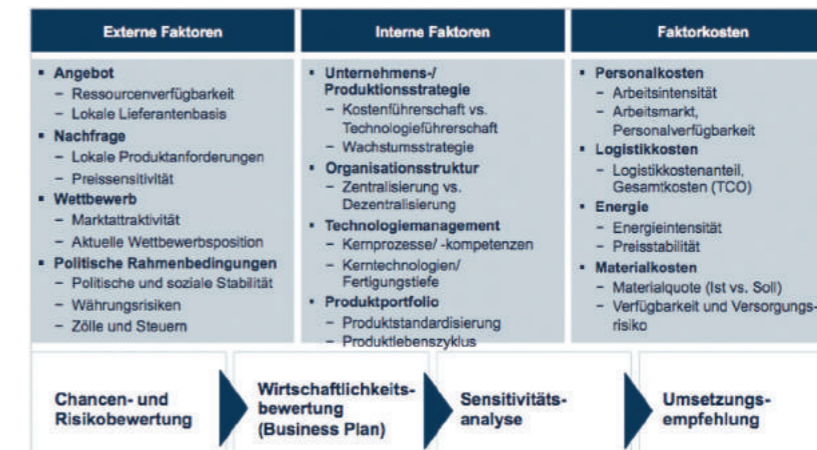 Externe Faktoren
▪ Angebot
– Ressourcenverfügbarkeit
– Lokale Lieferantenbasis
▪ Nachfrage
– Lokale Produktanforderungen
– Preissensitivität
▪ Wettbewerb
– Marktattraktivität
– Aktuelle Wettbewerbsposition
▪ Politische Rahmenbedingungen
– Politische und soziale Stabilität
– Währungsrisiken
– Zölle und Steuern
Interne Faktoren
▪ Unternehmens-/
Produktionsstrategie
– Kostenführerschaft vs.
Technologieführerschaft
– Wachstumsstrategie
▪ Organisationsstruktur
– Zentralisierung vs.
Dezentralisierung
▪ Technologiemanagement
– Kernprozesse/ -kompetenzen
– Kerntechnologien/
Fertigungstiefe
▪ Produktportfolio
– Produktstandardisierung
– Produktlebenszyklus
Faktorkosten
▪ Personalkosten
– Arbeitsintensität
– Arbeitsmarkt,
Personalverfügbarkeit
▪ Logistikkosten
– Logistikkostenanteil,
Gesamtkosten (TCO)
▪ Energie
– Energieintensität
– Preisstabilität
▪ Materialkosten
– Materialquote (Ist vs. Soll)
– Verfügbarkeit und Versorgungs-
risiko
Chancen- und
Risikobewertung
Wirtschaftlichkeits-
bewertung
(Business Plan)
Sensitivitäts-
analyse
Umsetzungs-
empfehlung